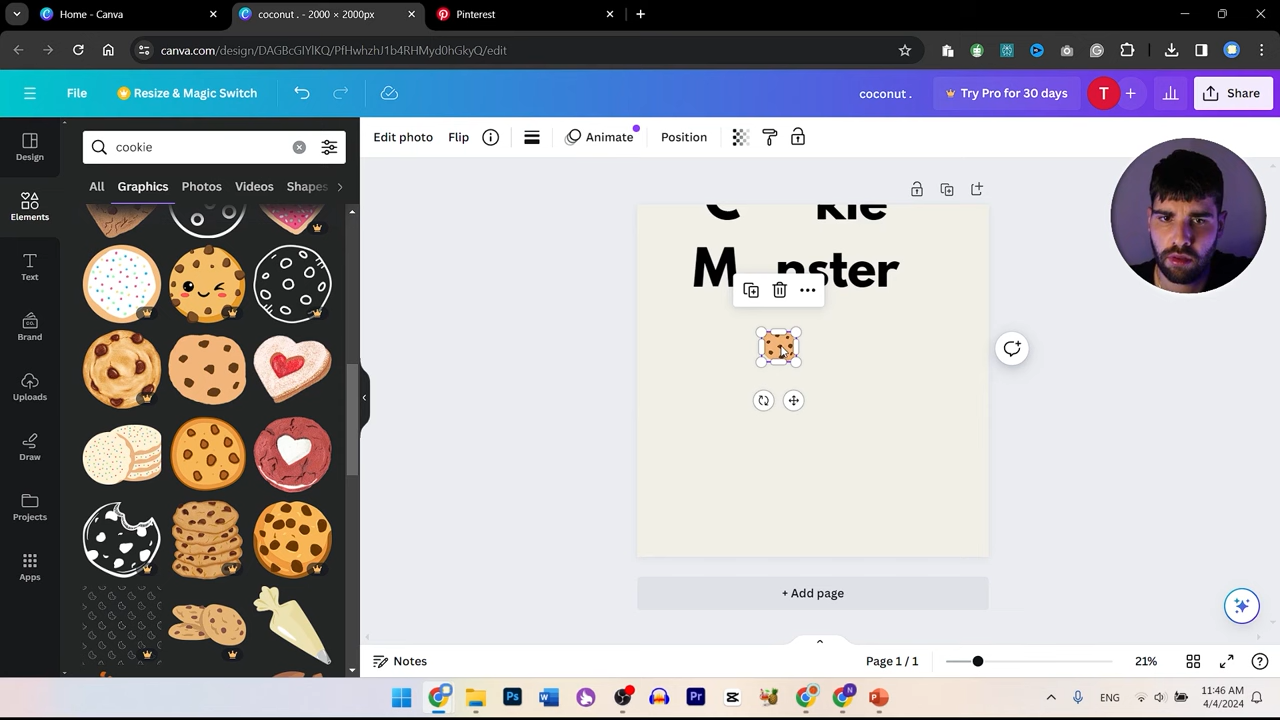 Home - Canva
coconut . - 2000 × 2000px
Pinterest
canva.com/design/DAGBcGIYlKQ/PfHwhzhJ1b4RHMyd0hGkyQ/edit
File
Resize & Magic Switch
coconut .
Try Pro for 30 days
T
Share
Design
Elements
Text
Brand
Uploads
Draw
Projects
Apps
cookie
All
Graphics
Photos
Videos
Shapes
Edit photo
Flip
Animate
Position
C kie
M nster
+ Add page
Notes
Page 1 / 1
21%
ENG
11:46 AM
4/4/2024